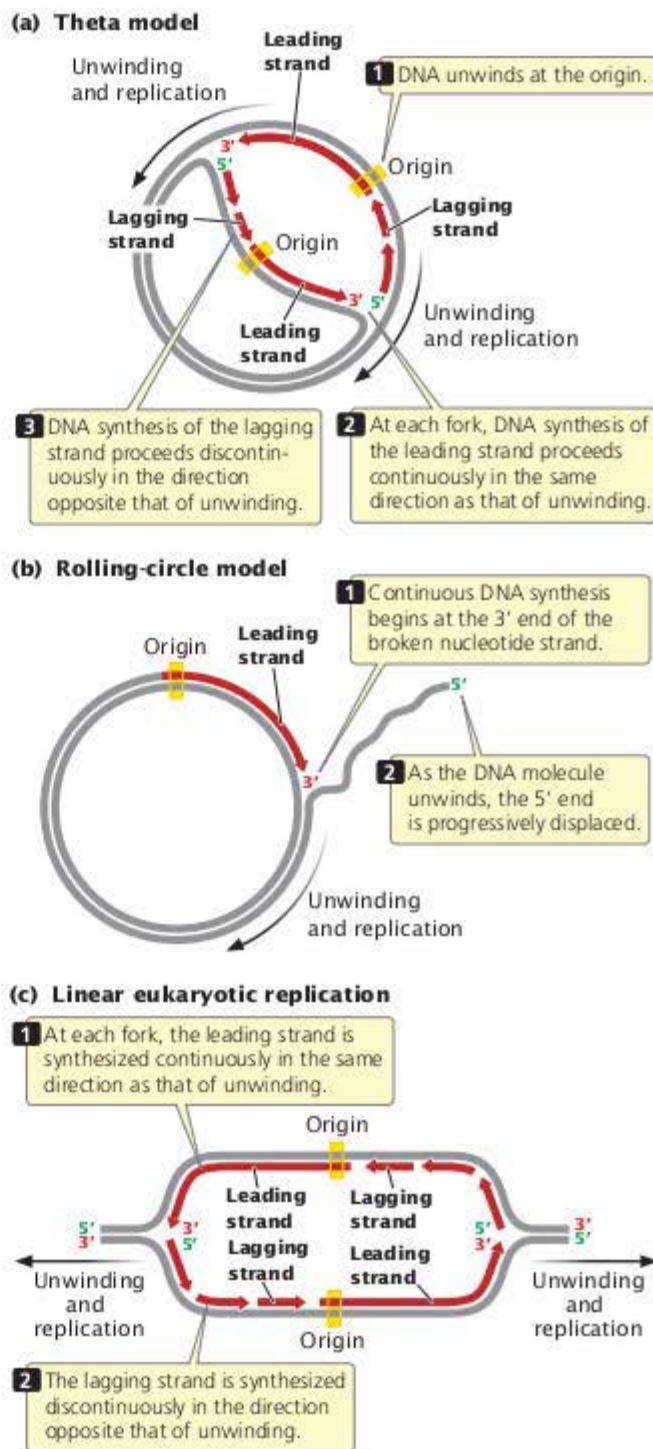 (a) Theta model
Unwinding
and replication
Leading
strand
1 DNA unwinds at the origin.
3'
5'
Origin
Lagging
strand
Origin
Lagging
strand
Leading
strand
3' 5'
Unwinding
and replication
3 DNA synthesis of the lagging
strand proceeds discontin-
uously in the direction
opposite that of unwinding.
2 At each fork, DNA synthesis of
the leading strand proceeds
continuously in the same
direction as that of unwinding.
(b) Rolling-circle model
1 Continuous DNA synthesis
begins at the 3' end of the
broken nucleotide strand.
Origin
Leading
strand
5'
3'
2 As the DNA molecule
unwinds, the 5' end
is progressively displaced.
Unwinding
and replication
(c) Linear eukaryotic replication
1 At each fork, the leading strand is
synthesized continuously in the same
direction as that of unwinding.
Origin
Leading
strand
Lagging
strand
5'
3'
3'
5'
5'
3'
3'
5'
Lagging
strand
Leading
strand
Unwinding
and
replication
Unwinding
and
replication
Origin
2 The lagging strand is synthesized
discontinuously in the direction
opposite that of unwinding.